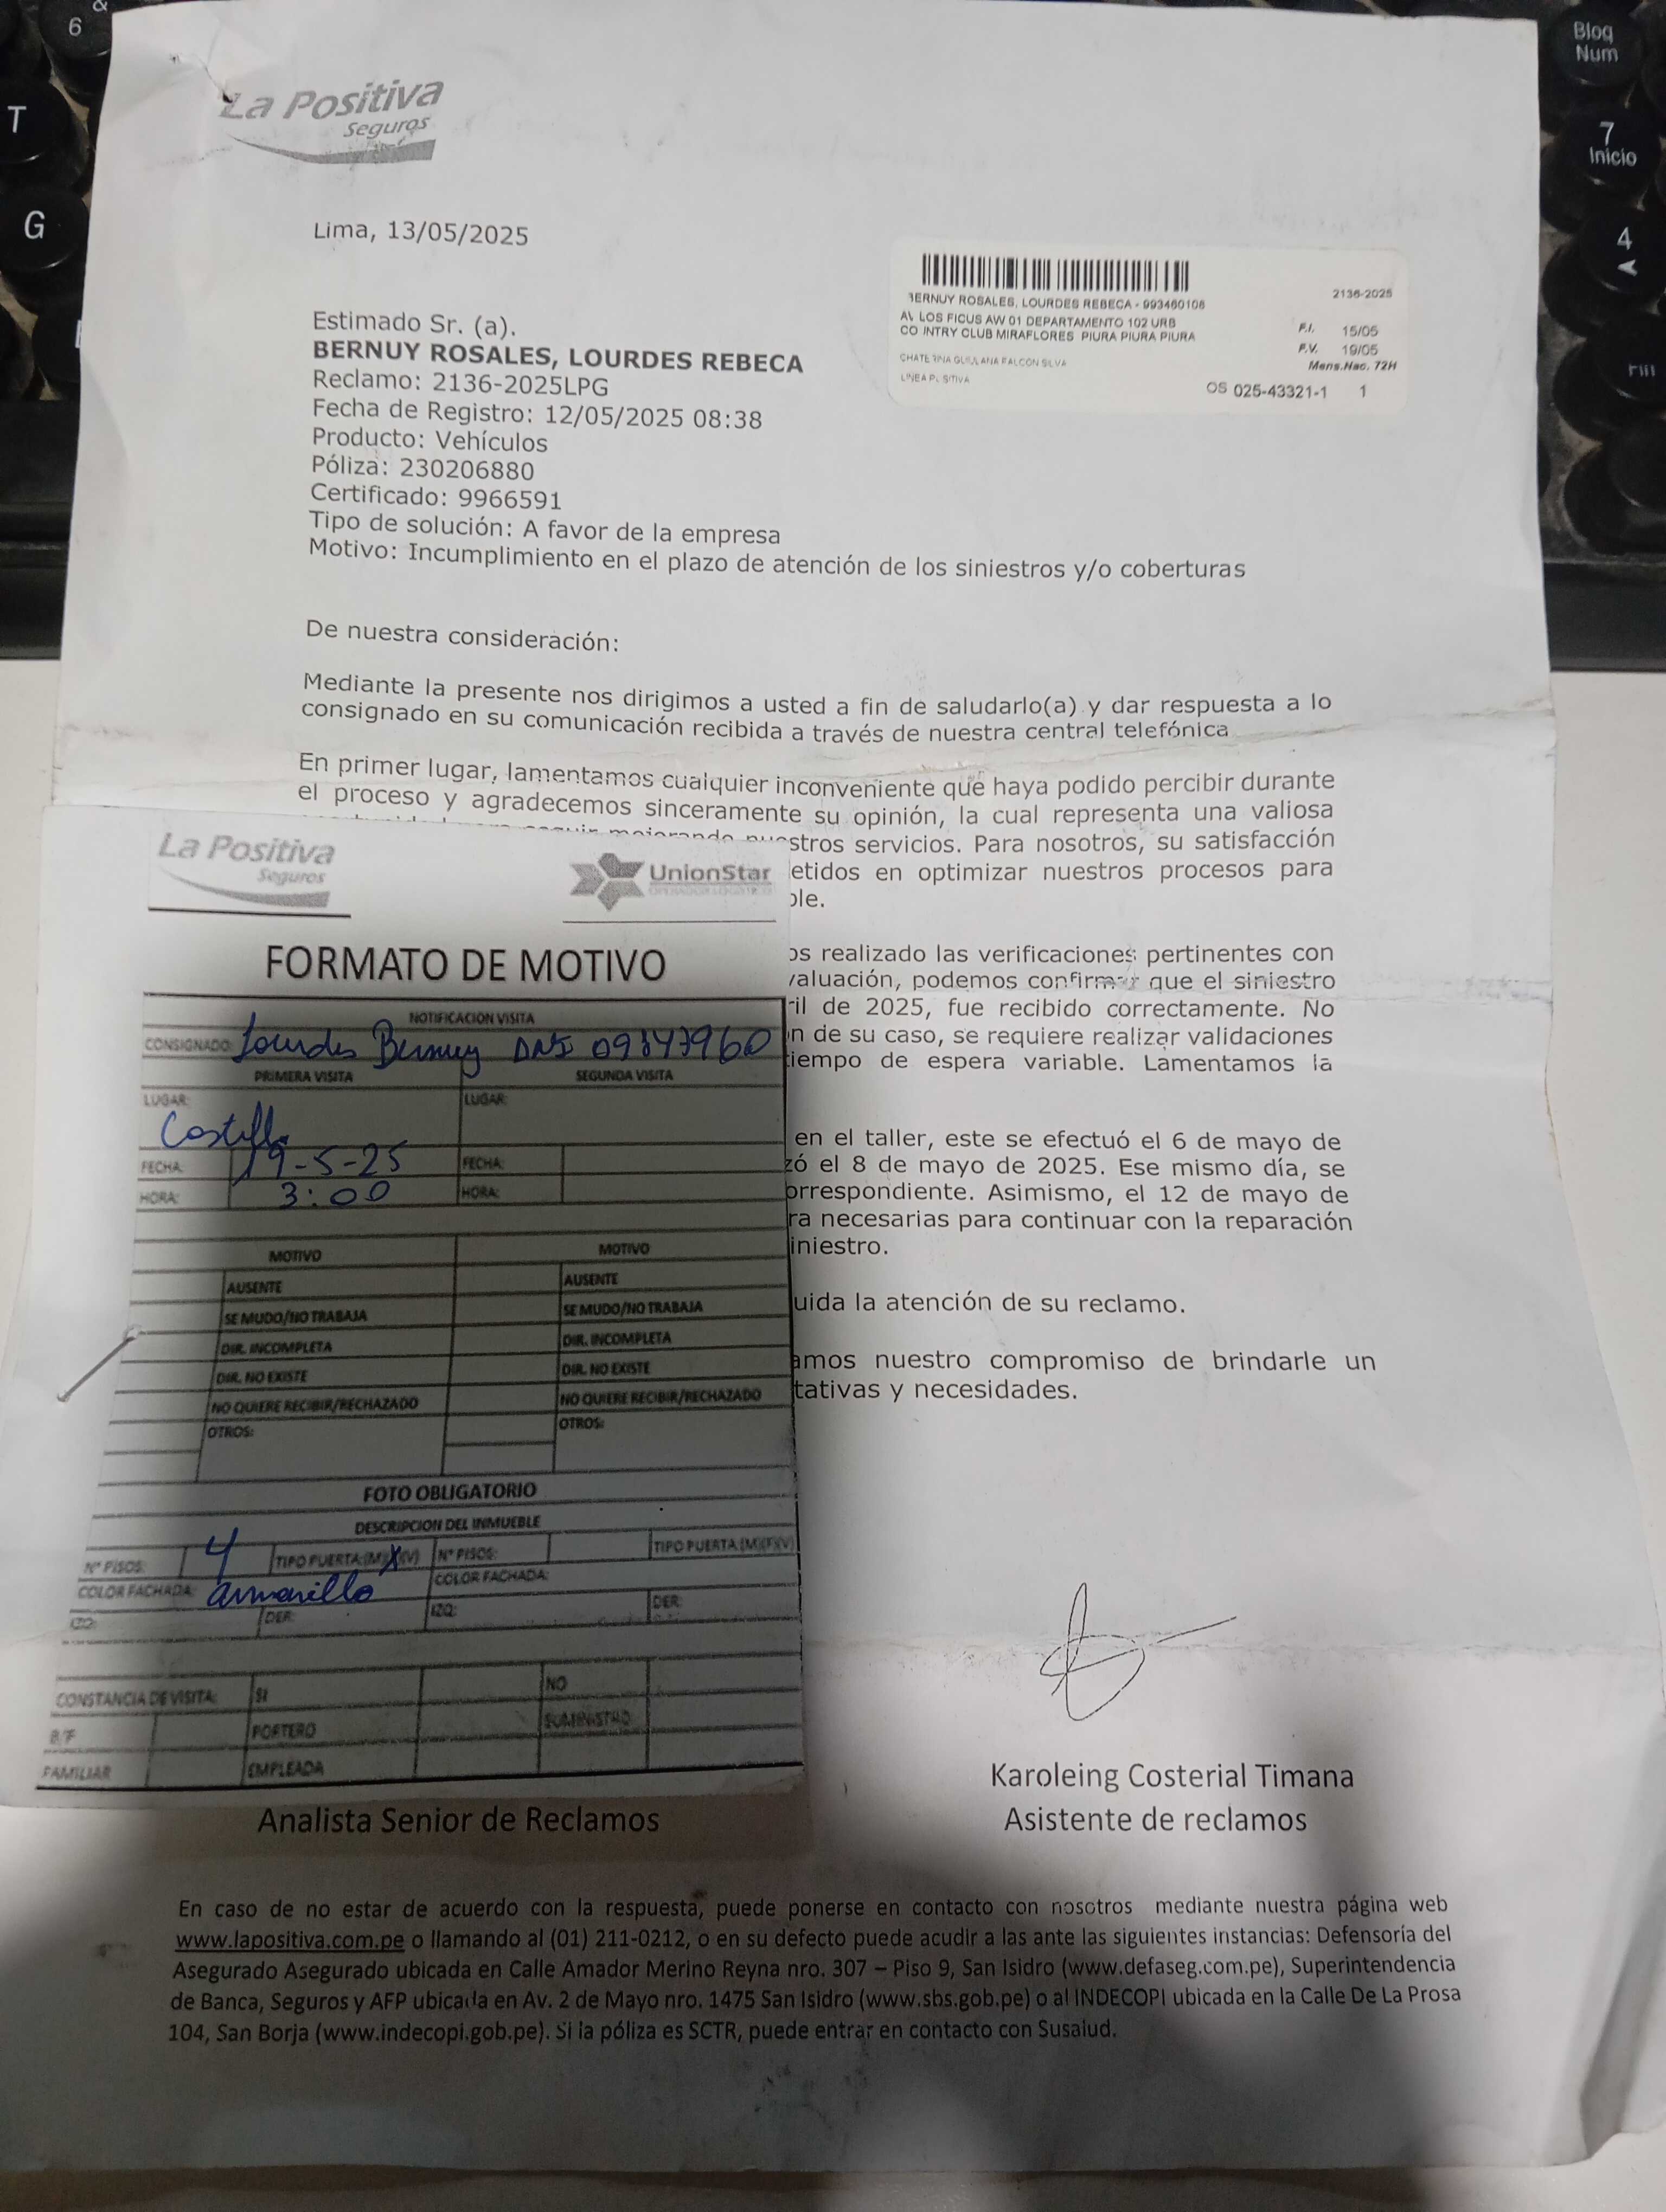 La Positiva
Seguros
Lima, 13/05/2025
Estimado Sr. (a).
BERNUY ROSALES, LOURDES REBECA
Reclamo: 2136-2025LPG
Fecha de Registro: 12/05/2025 08:38
Producto: Vehículos
Póliza: 230206880
Certificado: 9966591
Tipo de solución: A favor de la empresa
Motivo: Incumplimiento en el plazo de atención de los siniestros y/o coberturas
BERNUY ROSALES, LOURDES REBECA - 993460108
2136-2025
AV LOS FICUS AW 01 DEPARTAMENTO 102 URB
CO INTRY CLUB MIRAFLORES PIURA PIURA PIURA
F.I. 15/05
F.V. 19/05
Mens.Nac. 72H
FALCON SILVA
OS 025-43321-1 1
De nuestra consideración:
Mediante la presente nos dirigimos a usted a fin de saludarlo(a) y dar respuesta a lo
consignado en su comunicación recibida a través de nuestra central telefónica
En primer lugar, lamentamos cualquier inconveniente que haya podido percibir durante
el proceso y agradecemos sinceramente su opinión, la cual representa una valiosa
seguir mejorando nuestros servicios. Para nosotros, su satisfacción
etidos en optimizar nuestros procesos para
ble.
os realizado las verificaciones pertinentes con
valuación, podemos confirmar que el siniestro
ril de 2025, fue recibido correctamente. No
n de su caso, se requiere realizar validaciones
tiempo de espera variable. Lamentamos la
en el taller, este se efectuó el 6 de mayo de
zó el 8 de mayo de 2025. Ese mismo día, se
orrespondiente. Asimismo, el 12 de mayo de
ra necesarias para continuar con la reparación
iniestro.
uida la atención de su reclamo.
amos nuestro compromiso de brindarle un
tativas y necesidades.
La Positiva
Seguros
UnionStar
FORMATO DE MOTIVO
NOTIFICACION VISITA
CONSIGNADO: Lourdes Bernuy DNI 09847960
PRIMERA VISITA SEGUNDA VISITA
LUGAR: Castilla LUGAR:
FECHA: 19-5-25 FECHA:
HORA: 3:00 HORA:
MOTIVO MOTIVO
AUSENTE AUSENTE
SE MUDO/NO TRABAJA SE MUDO/NO TRABAJA
DIR. INCOMPLETA DIR. INCOMPLETA
DIR. NO EXISTE DIR. NO EXISTE
NO QUIERE RECIBIR/RECHAZADO NO QUIERE RECIBIR/RECHAZADO
OTROS: OTROS:
FOTO OBLIGATORIO
DESCRIPCION DEL INMUEBLE
N° PISOS: 4 TIPO PUERTA:(M)X(V) N° PISOS: TIPO PUERTA:(M)(F)(V)
COLOR FACHADA: amarillo COLOR FACHADA:
IZQ: DER: IZQ: DER:
CONSTANCIA DE VISITA: SI NO
B/F PORTERO SUMINISTRO
FAMILIAR EMPLEADA
Analista Senior de Reclamos
Karoleing Costerial Timana
Asistente de reclamos
En caso de no estar de acuerdo con la respuesta, puede ponerse en contacto con nosotros mediante nuestra página web
www.lapositiva.com.pe o llamando al (01) 211-0212, o en su defecto puede acudir a las ante las siguientes instancias: Defensoría del
Asegurado Asegurado ubicada en Calle Amador Merino Reyna nro. 307 – Piso 9, San Isidro (www.defaseg.com.pe), Superintendencia
de Banca, Seguros y AFP ubicada en Av. 2 de Mayo nro. 1475 San Isidro (www.sbs.gob.pe) o al INDECOPI ubicada en la Calle De La Prosa
104, San Borja (www.indecopi.gob.pe). Si la póliza es SCTR, puede entrar en contacto con Susalud.
6
&
T
G
Bloq
Num
7
Inicio
4
Fin